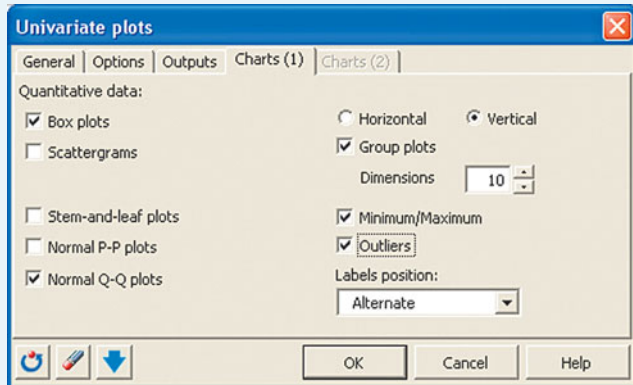 Univariate plots
General Options Outputs Charts (1) Charts (2)
Quantitative data:
Box plots
Scattergrams
Stem-and-leaf plots
Normal P-P plots
Normal Q-Q plots
Horizontal Vertical
Group plots
Dimensions 10
Minimum/Maximum
Outliers
Labels position:
Alternate
OK Cancel Help